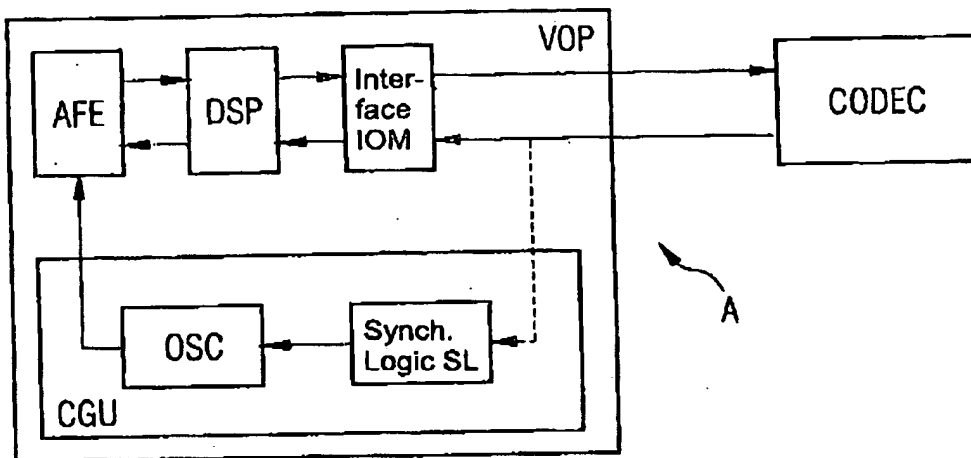 VOP
AFE
DSP
Inter-
face
IOM
CODEC
A
OSC
Synch.
Logic SL
CGU